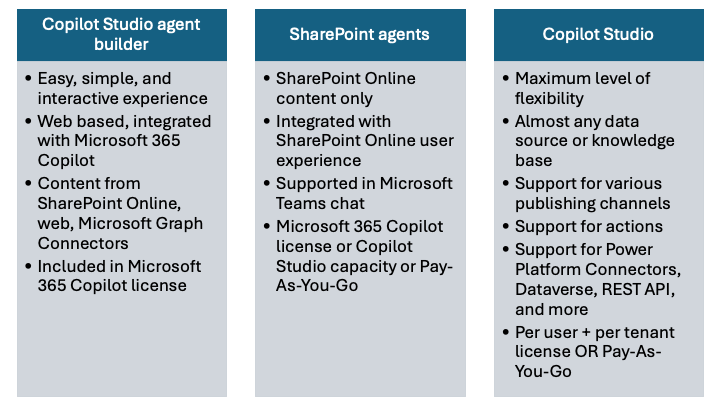 Copilot Studio agent
builder
• Easy, simple, and
interactive experience
• Web based, integrated
with Microsoft 365
Copilot
• Content from
SharePoint Online,
web, Microsoft Graph
Connectors
• Included in Microsoft
365 Copilot license
SharePoint agents
• SharePoint Online
content only
• Integrated with
SharePoint Online user
experience
• Supported in Microsoft
Teams chat
• Microsoft 365 Copilot
license or Copilot
Studio capacity or Pay-
As-You-Go
Copilot Studio
• Maximum level of
flexibility
• Almost any data
source or knowledge
base
• Support for various
publishing channels
• Support for actions
• Support for Power
Platform Connectors,
Dataverse, REST API,
and more
• Per user + per tenant
license OR Pay-As-
You-Go